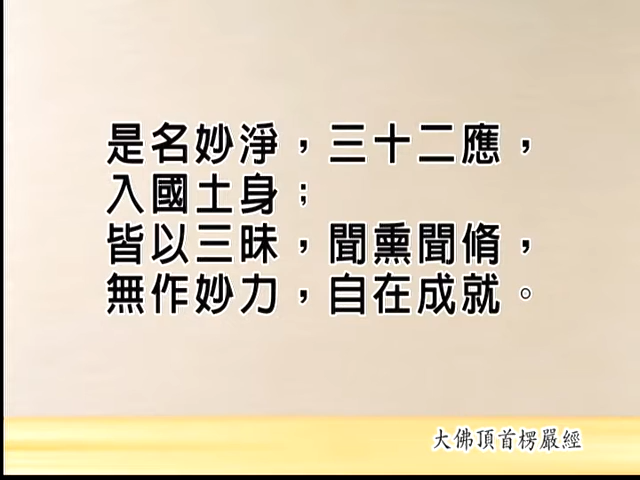 是名妙淨，三十二應，
入國土身；
皆以三昧，聞熏聞脩，
無作妙力，自在成就。
大佛頂首楞嚴經